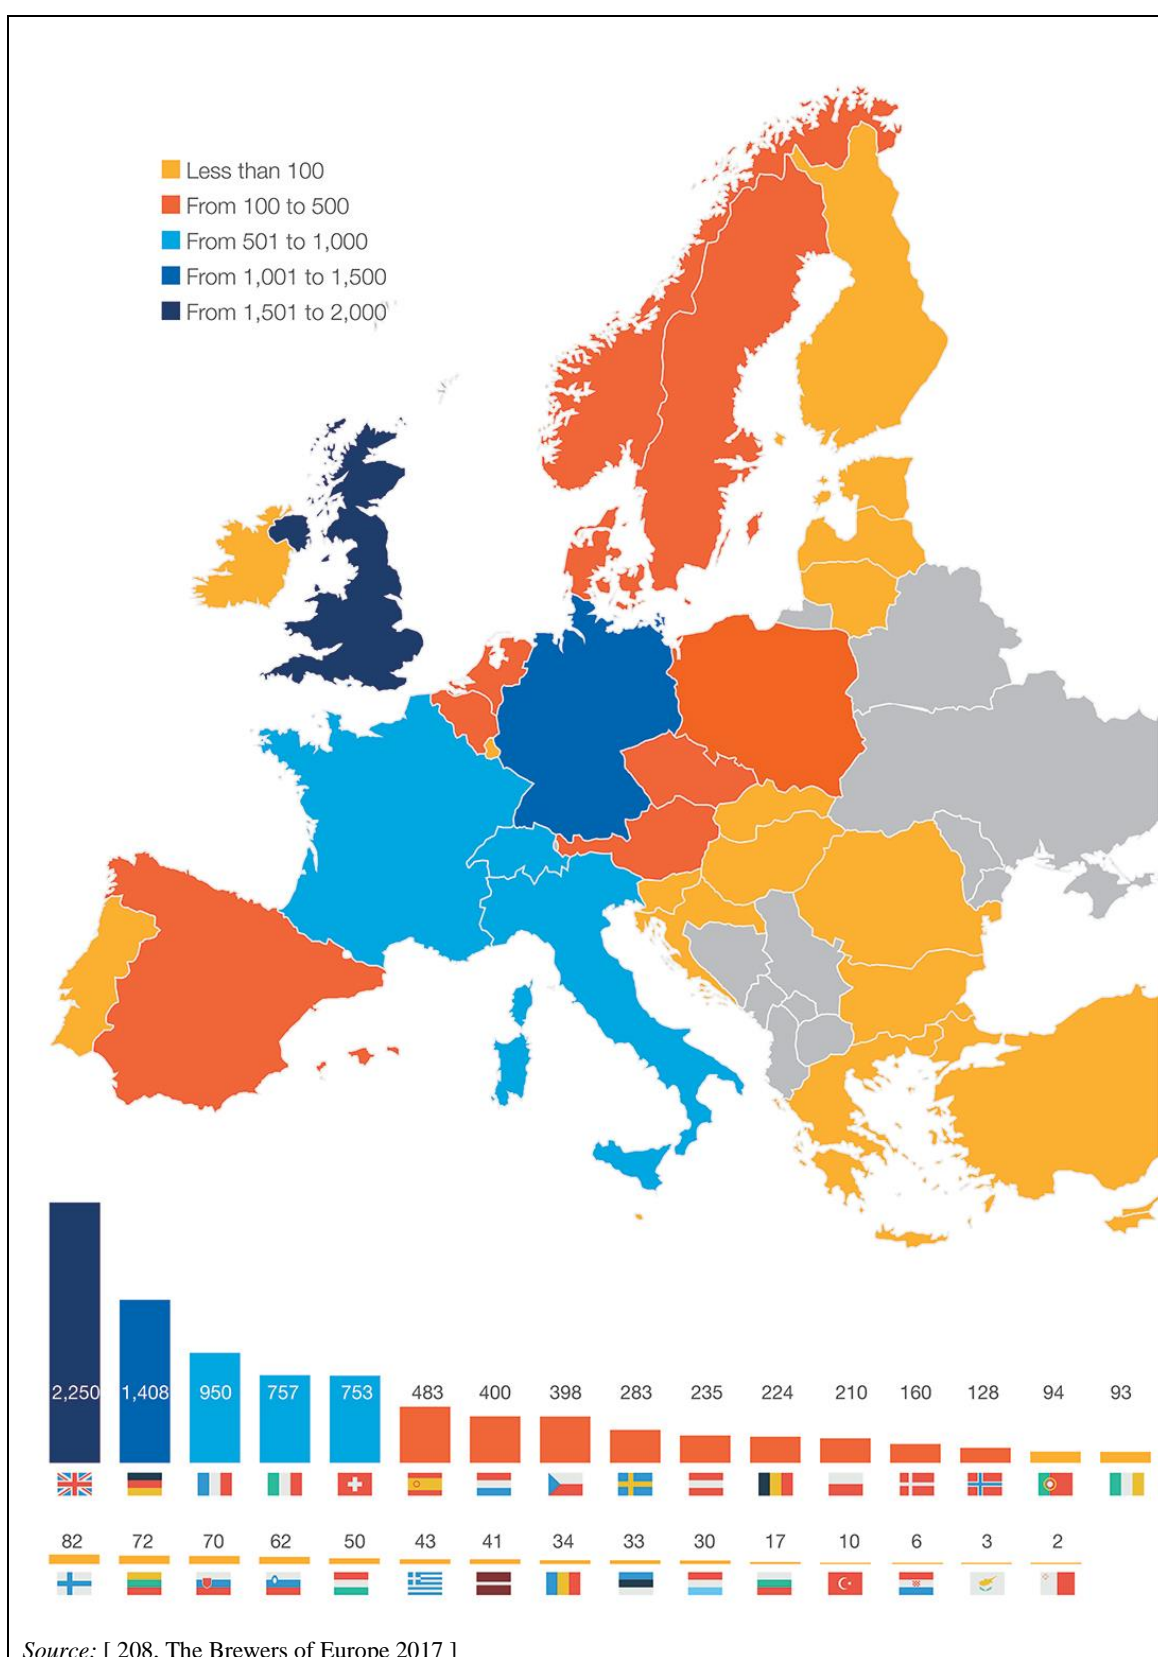 Less than 100
From 100 to 500
From 501 to 1,000
From 1,001 to 1,500
From 1,501 to 2,000
2,250 1,408 950 757 753 483 400 398 283 235 224 210 160 128 94 93
82 72 70 62 50 43 41 34 33 30 17 10 6 3 2
Source: [ 208, The Brewers of Europe 2017 ]